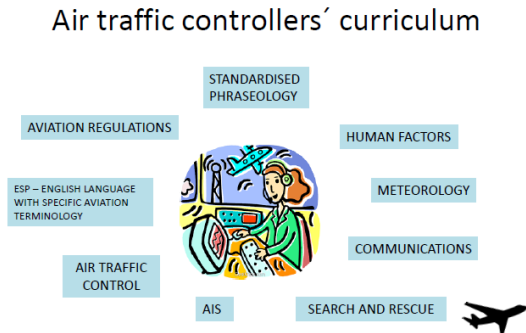 Air traffic controllers´ curriculum
STANDARDISED
PHRASEOLOGY
AVIATION REGULATIONS
HUMAN FACTORS
ESP – ENGLISH LANGUAGE
WITH SPECIFIC AVIATION
TERMINOLOGY
METEOROLOGY
COMMUNICATIONS
AIR TRAFFIC
CONTROL
AIS
SEARCH AND RESCUE